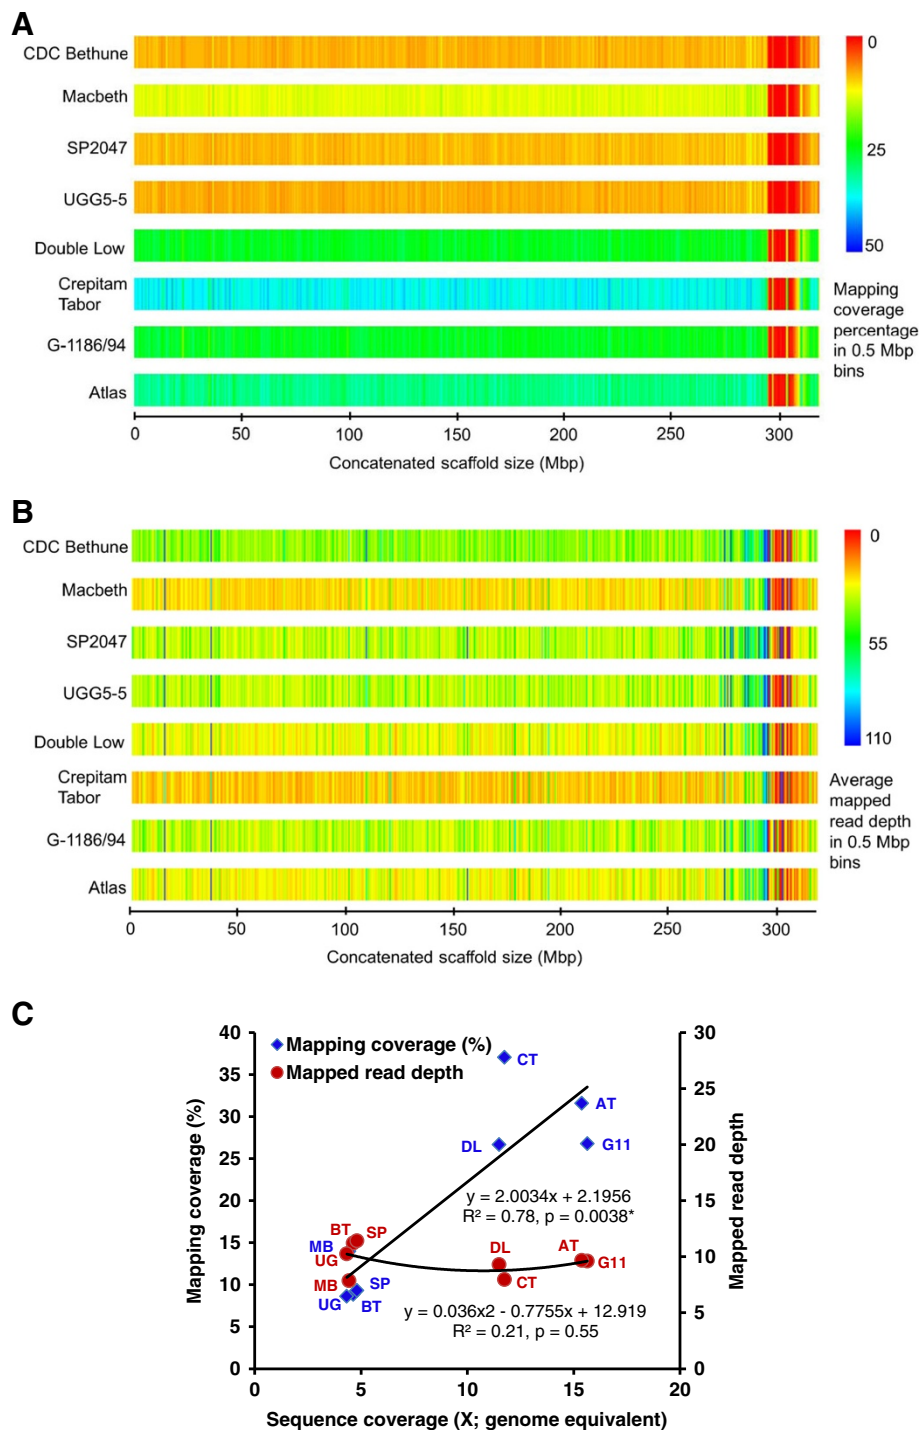 A
CDC Bethune
Macbeth
SP2047
UGG5-5
Double Low
Crepitam
Tabor
G-1186/94
Atlas
0
25
50
Mapping
coverage
percentage
in 0.5 Mbp
bins
0 50 100 150 200 250 300
Concatenated scaffold size (Mbp)
B
CDC Bethune
Macbeth
SP2047
UGG5-5
Double Low
Crepitam
Tabor
G-1186/94
Atlas
0
55
110
Average
mapped
read depth
in 0.5 Mbp
bins
0 50 100 150 200 250 300
Concatenated scaffold size (Mbp)
C
Mapping coverage (%)
40
35
30
25
20
15
10
5
0
Mapping coverage (%)
Mapped read depth
CT
AT
DL
G11
y = 2.0034x + 2.1956
R² = 0.78, p = 0.0038*
BT SP
MB
UG
DL
AT
G11
MB
CT
SP
UG
BT
y = 0.036x2 - 0.7755x + 12.919
R² = 0.21, p = 0.55
30
25
20
15
10
5
0
Mapped read depth
0 5 10 15 20
Sequence coverage (X; genome equivalent)